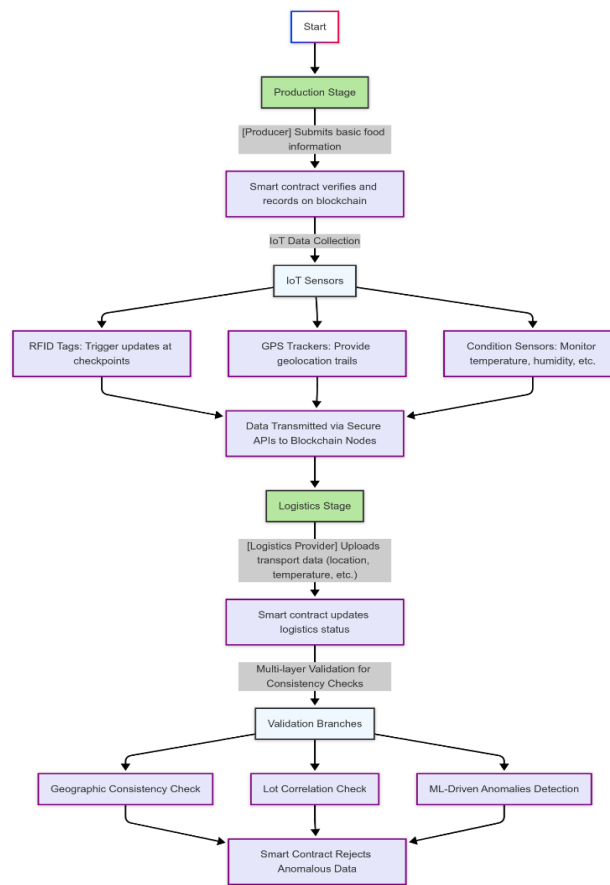 Start
Production Stage
[Producer] Submits basic food
information
Smart contract verifies and
records on blockchain
IoT Data Collection
IoT Sensors
RFID Tags: Trigger updates at
checkpoints
GPS Trackers: Provide
geolocation trails
Condition Sensors: Monitor
temperature, humidity, etc.
Data Transmitted via Secure
APIs to Blockchain Nodes
Logistics Stage
[Logistics Provider] Uploads
transport data (location,
temperature, etc.)
Smart contract updates
logistics status
Multi-layer Validation for
Consistency Checks
Validation Branches
Geographic Consistency Check
Lot Correlation Check
ML-Driven Anomalies Detection
Smart Contract Rejects
Anomalous Data